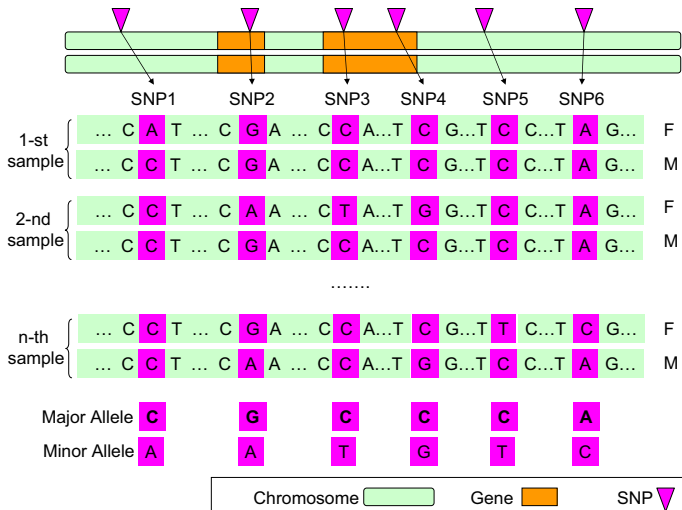 SNP1 SNP2 SNP3 SNP4 SNP5 SNP6
1-st sample
... C A T ... C G A ... C C A...T C G...T C C...T A G... F
... C C T ... C G A ... C C A...T C G...T C C...T A G... M
2-nd sample
... C C T ... C A A ... C T A...T G G...T C C...T A G... F
... C C T ... C G A ... C C A...T C G...T C C...T A G... M
.......
n-th sample
... C C T ... C G A ... C C A...T C G...T T C...T C G... F
... C C T ... C A A ... C C A...T G G...T C C...T A G... M
Major Allele C G C C C A
Minor Allele A A T G T C
Chromosome Gene SNP